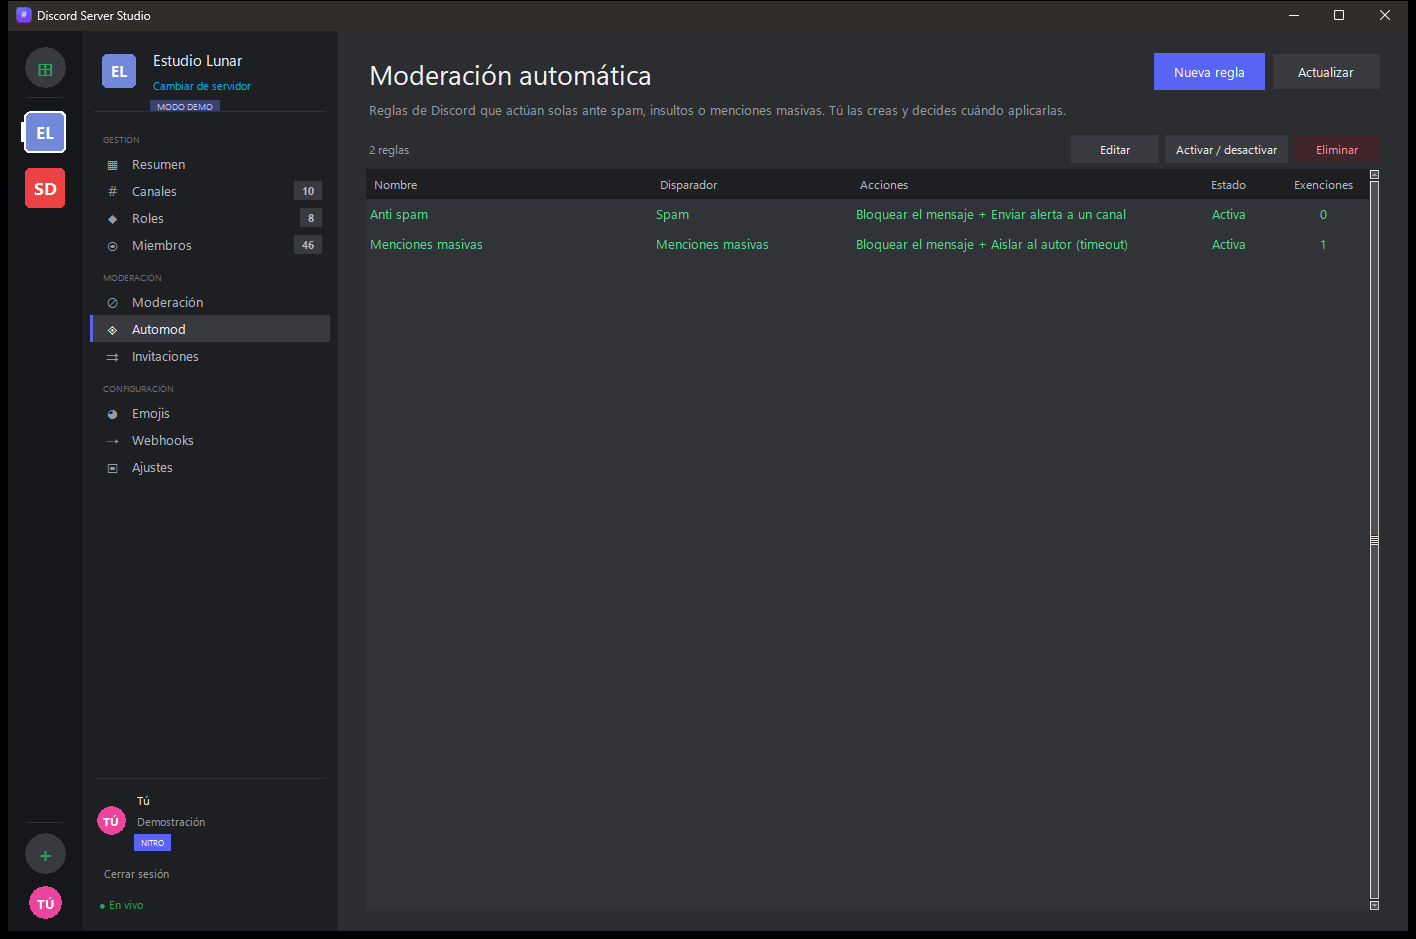 Discord Server Studio
EL
Estudio Lunar
Cambiar de servidor
MODO DEMO
EL
SD
GESTIÓN
Resumen
# Canales 10
Roles 8
Miembros 46
MODERACIÓN
Moderación
Automod
Invitaciones
CONFIGURACIÓN
Emojis
Webhooks
Ajustes
TÚ
Tú
Demostración
NITRO
Cerrar sesión
+
TÚ
● En vivo
Moderación automática
Nueva regla
Actualizar
Reglas de Discord que actúan solas ante spam, insultos o menciones masivas. Tú las creas y decides cuándo aplicarlas.
2 reglas
Editar
Activar / desactivar
Eliminar
Nombre Disparador Acciones Estado Exenciones
Anti spam Spam Bloquear el mensaje + Enviar alerta a un canal Activa 0
Menciones masivas Menciones masivas Bloquear el mensaje + Aislar al autor (timeout) Activa 1